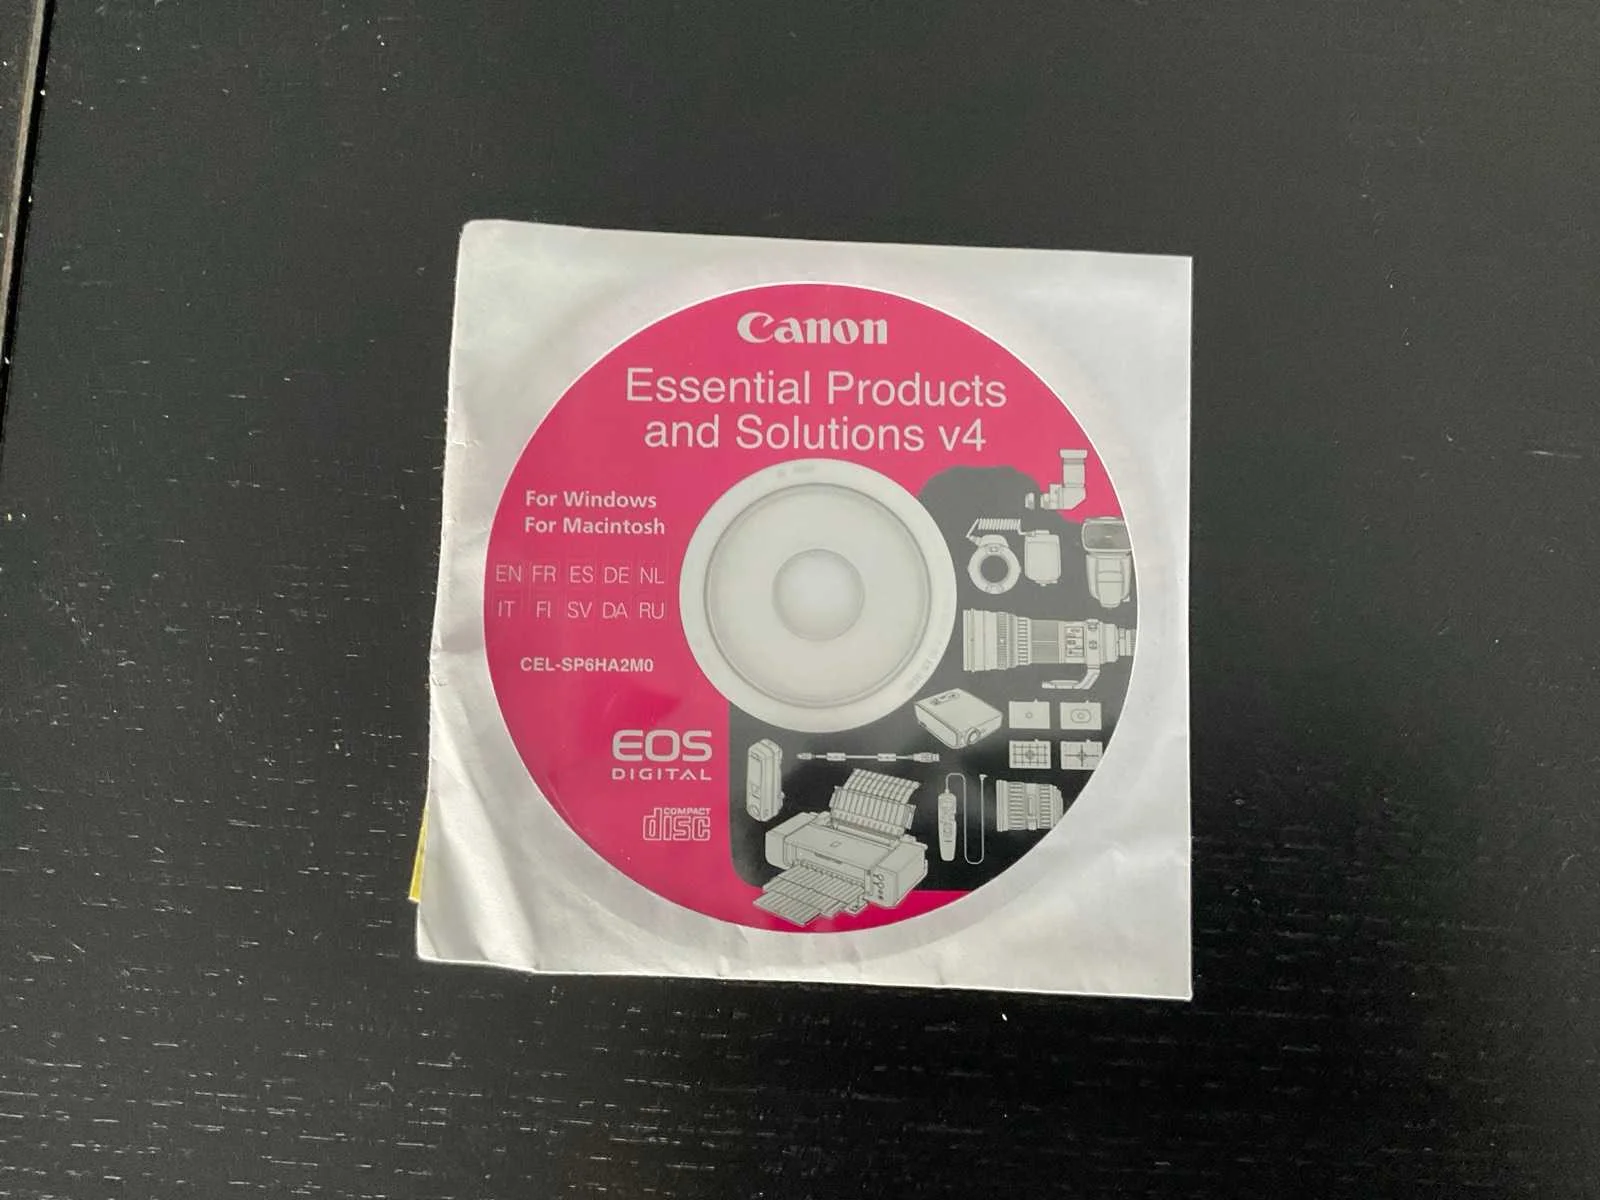 Canon
Essential Products
and Solutions v4
For Windows
For Macintosh
EN FR ES DE NL
IT FI SV DA RU
CEL-SP6HA2M0
EOS
DIGITAL
COMPACT
disc